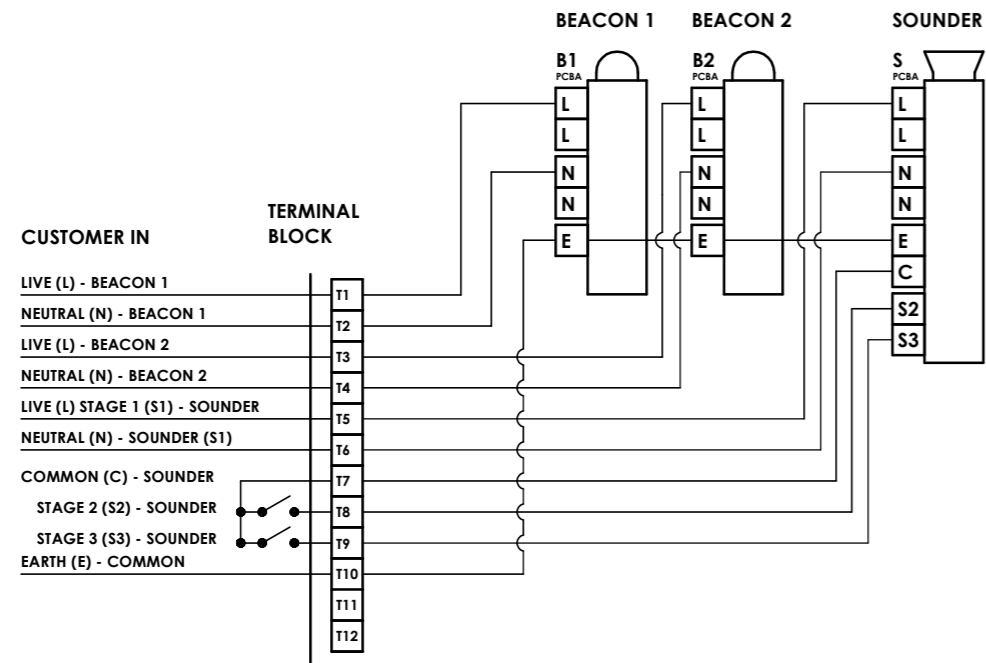 BEACON 1
BEACON 2
SOUNDER
B1
PCBA
B2
PCBA
S
PCBA
L
L
N
N
E
L
L
N
N
E
L
L
N
N
E
C
S2
S3
CUSTOMER IN
TERMINAL
BLOCK
LIVE (L) - BEACON 1
T1
NEUTRAL (N) - BEACON 1
T2
LIVE (L) - BEACON 2
T3
NEUTRAL (N) - BEACON 2
T4
LIVE (L) STAGE 1 (S1) - SOUNDER
T5
NEUTRAL (N) - SOUNDER (S1)
T6
COMMON (C) - SOUNDER
T7
STAGE 2 (S2) - SOUNDER
T8
STAGE 3 (S3) - SOUNDER
T9
EARTH (E) - COMMON
T10
T11
T12